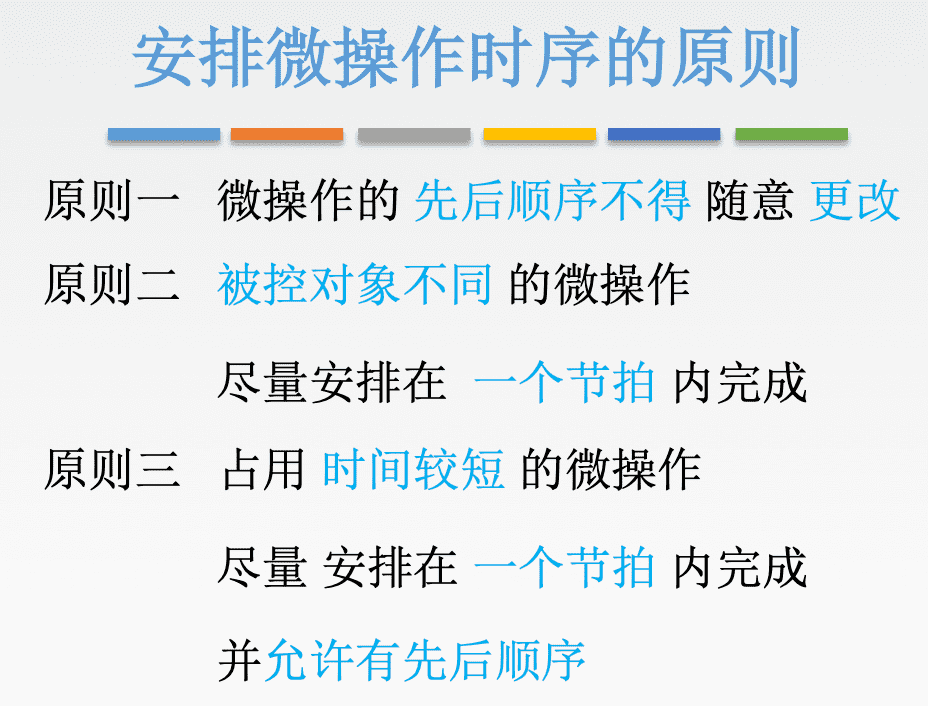 安排微操作时序的原则
原则一 微操作的 先后顺序不得 随意 更改
原则二 被控对象不同 的微操作
尽量安排在 一个节拍 内完成
原则三 占用 时间较短 的微操作
尽量 安排在 一个节拍 内完成
并允许有先后顺序